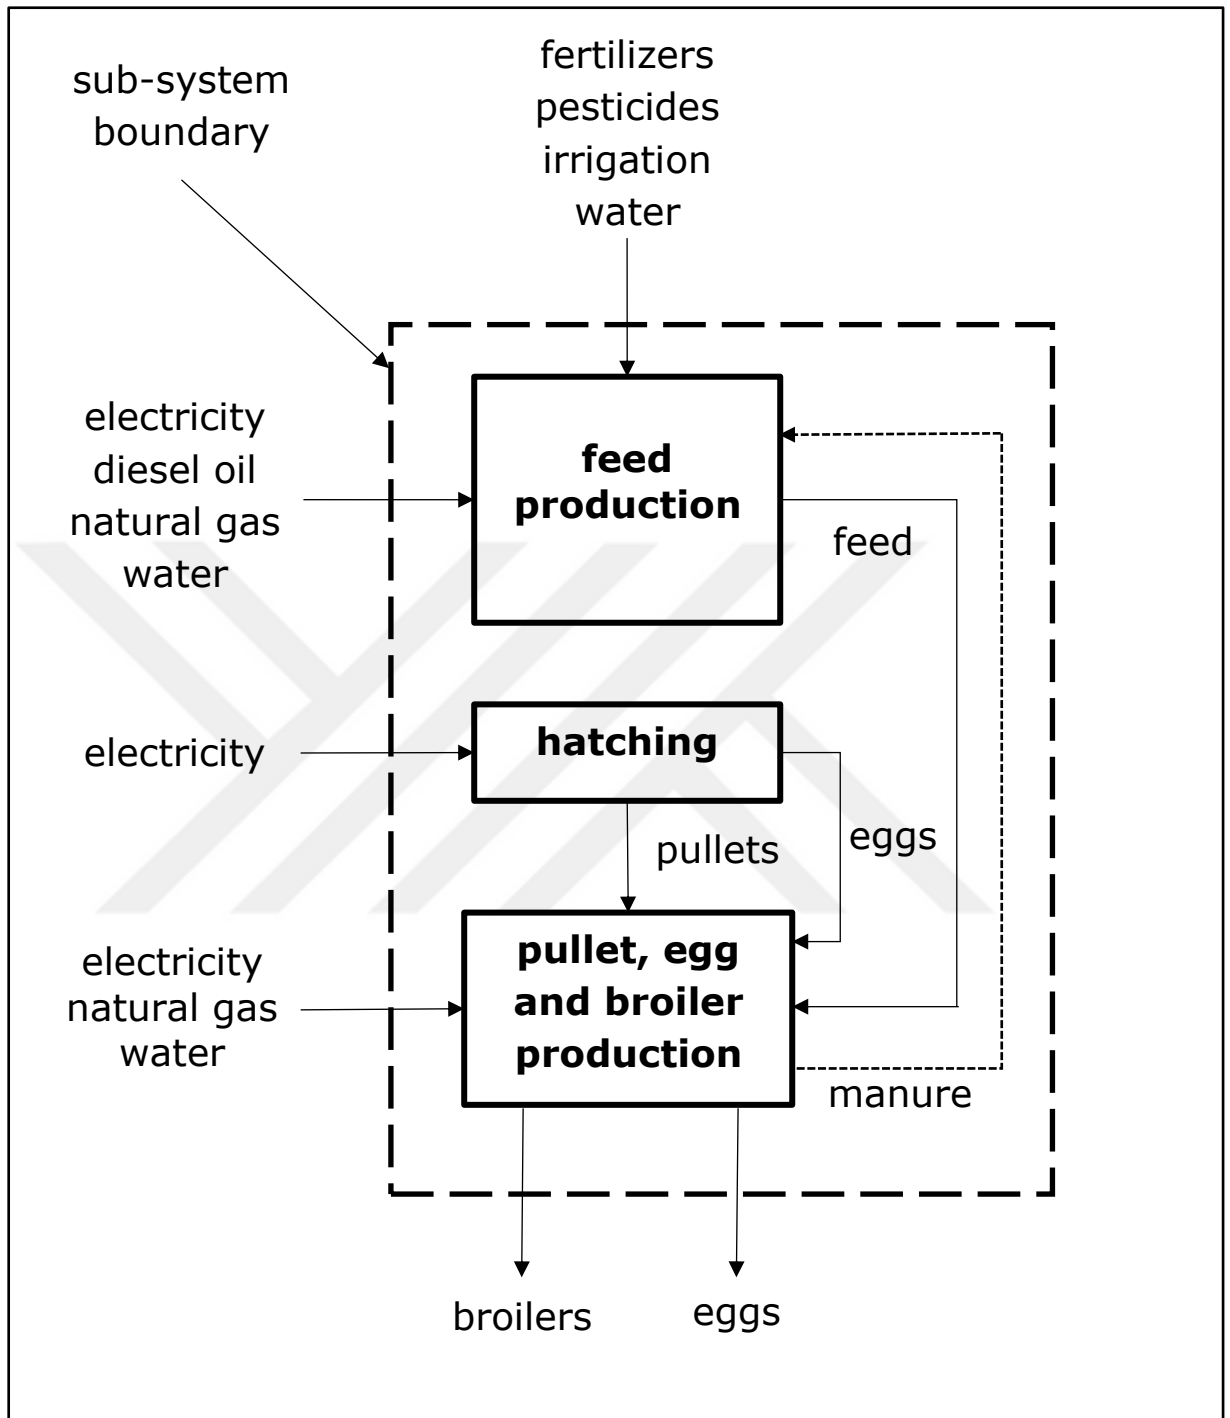 sub-system
boundary
fertilizers
pesticides
irrigation
water
electricity
diesel oil
natural gas
water
feed
production
feed
electricity
hatching
pullets
eggs
electricity
natural gas
water
pullet, egg
and broiler
production
manure
broilers
eggs